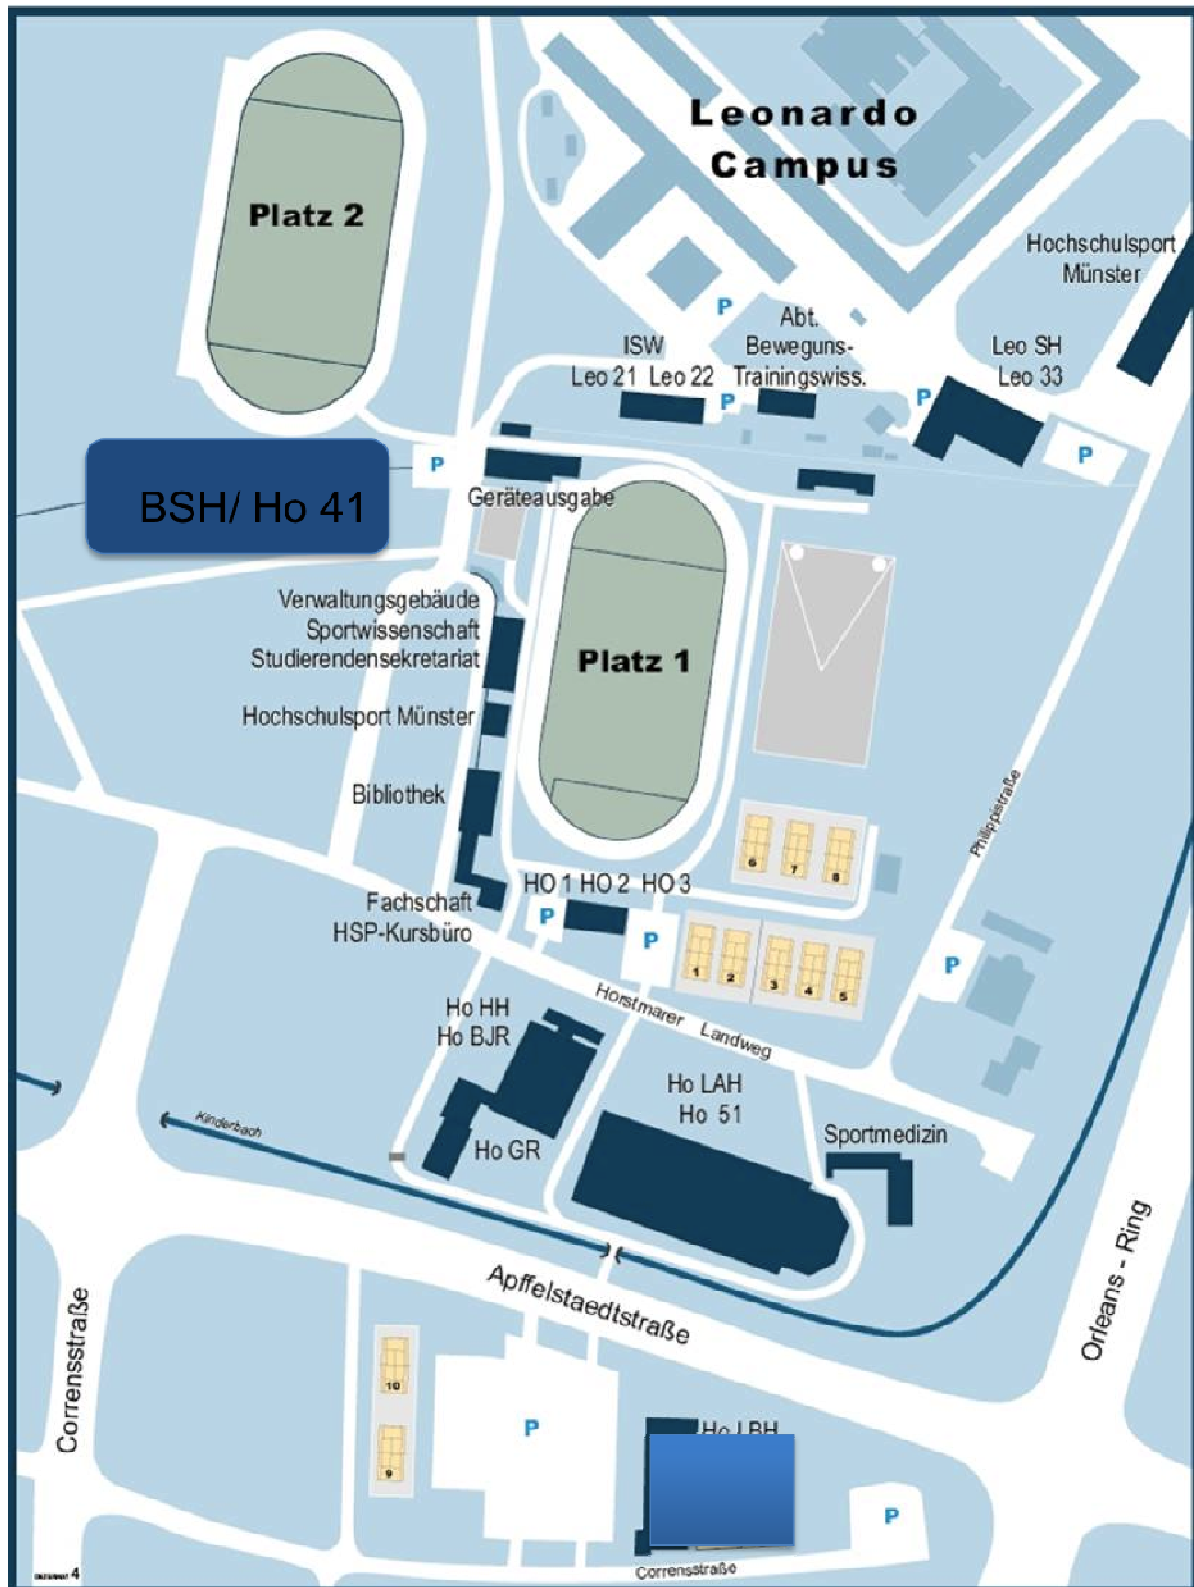 Leonardo
Campus
Platz 2
Hochschulsport
Münster
P
Abt.
ISW
Beweguns-
Leo SH
Leo 21 Leo 22
Trainingswiss.
Leo 33
P
P
P
P
BSH/ Ho 41
Geräteausgabe
Verwaltungsgebäude
Sportwissenschaft
Studierendensekretariat
Platz 1
Hochschulsport Münster
Bibliothek
Philippistraße
6
7
8
HO 1 HO 2 HO 3
Fachschaft
HSP-Kursbüro
P
P
P
1
2
3
4
5
Horstmarer Landweg
Ho HH
Ho BJR
Ho LAH
Ho 51
Kinderbach
Sportmedizin
Ho GR
Apffelstaedtstraße
Orleans - Ring
Corrensstraße
10
9
P
Ho LBH
P
Corrensstraße
4